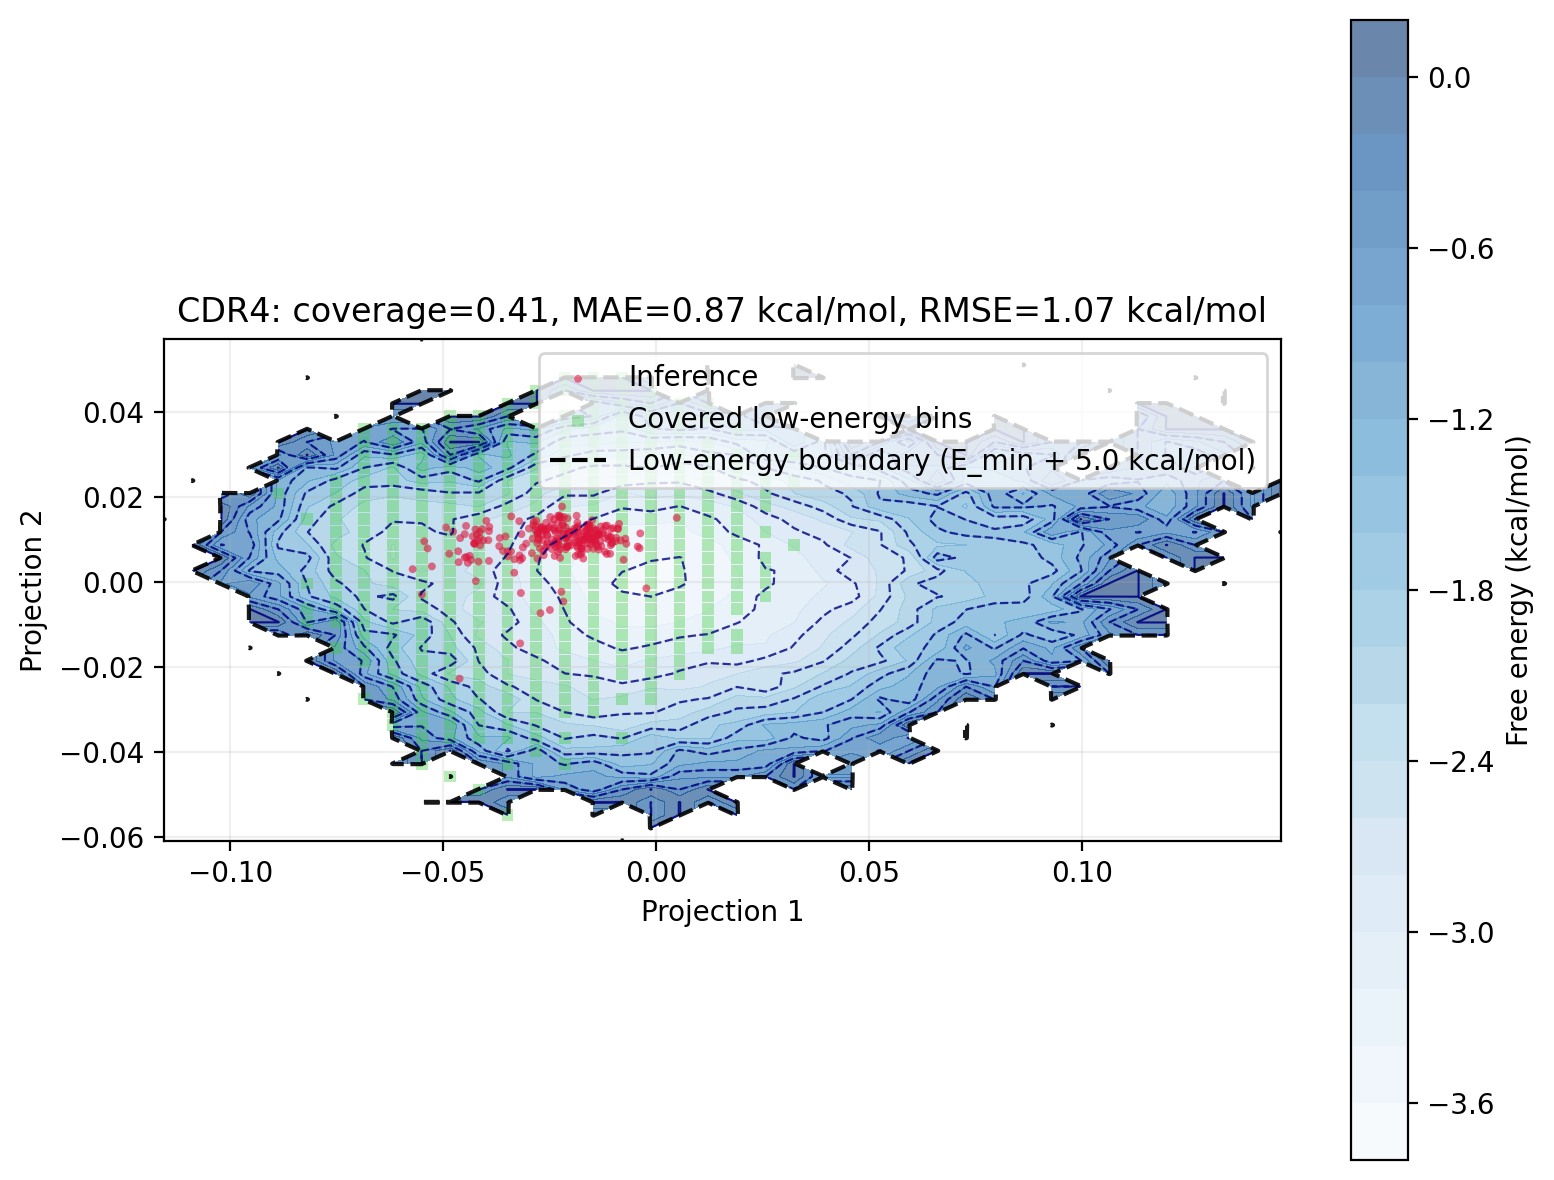 CDR4: coverage=0.41, MAE=0.87 kcal/mol, RMSE=1.07 kcal/mol
Inference
Covered low-energy bins
Low-energy boundary (E_min + 5.0 kcal/mol)
Projection 2
0.04
0.02
0.00
−0.02
−0.04
−0.06
−0.10
−0.05
0.00
0.05
0.10
Projection 1
0.0
−0.6
−1.2
−1.8
−2.4
−3.0
−3.6
Free energy (kcal/mol)